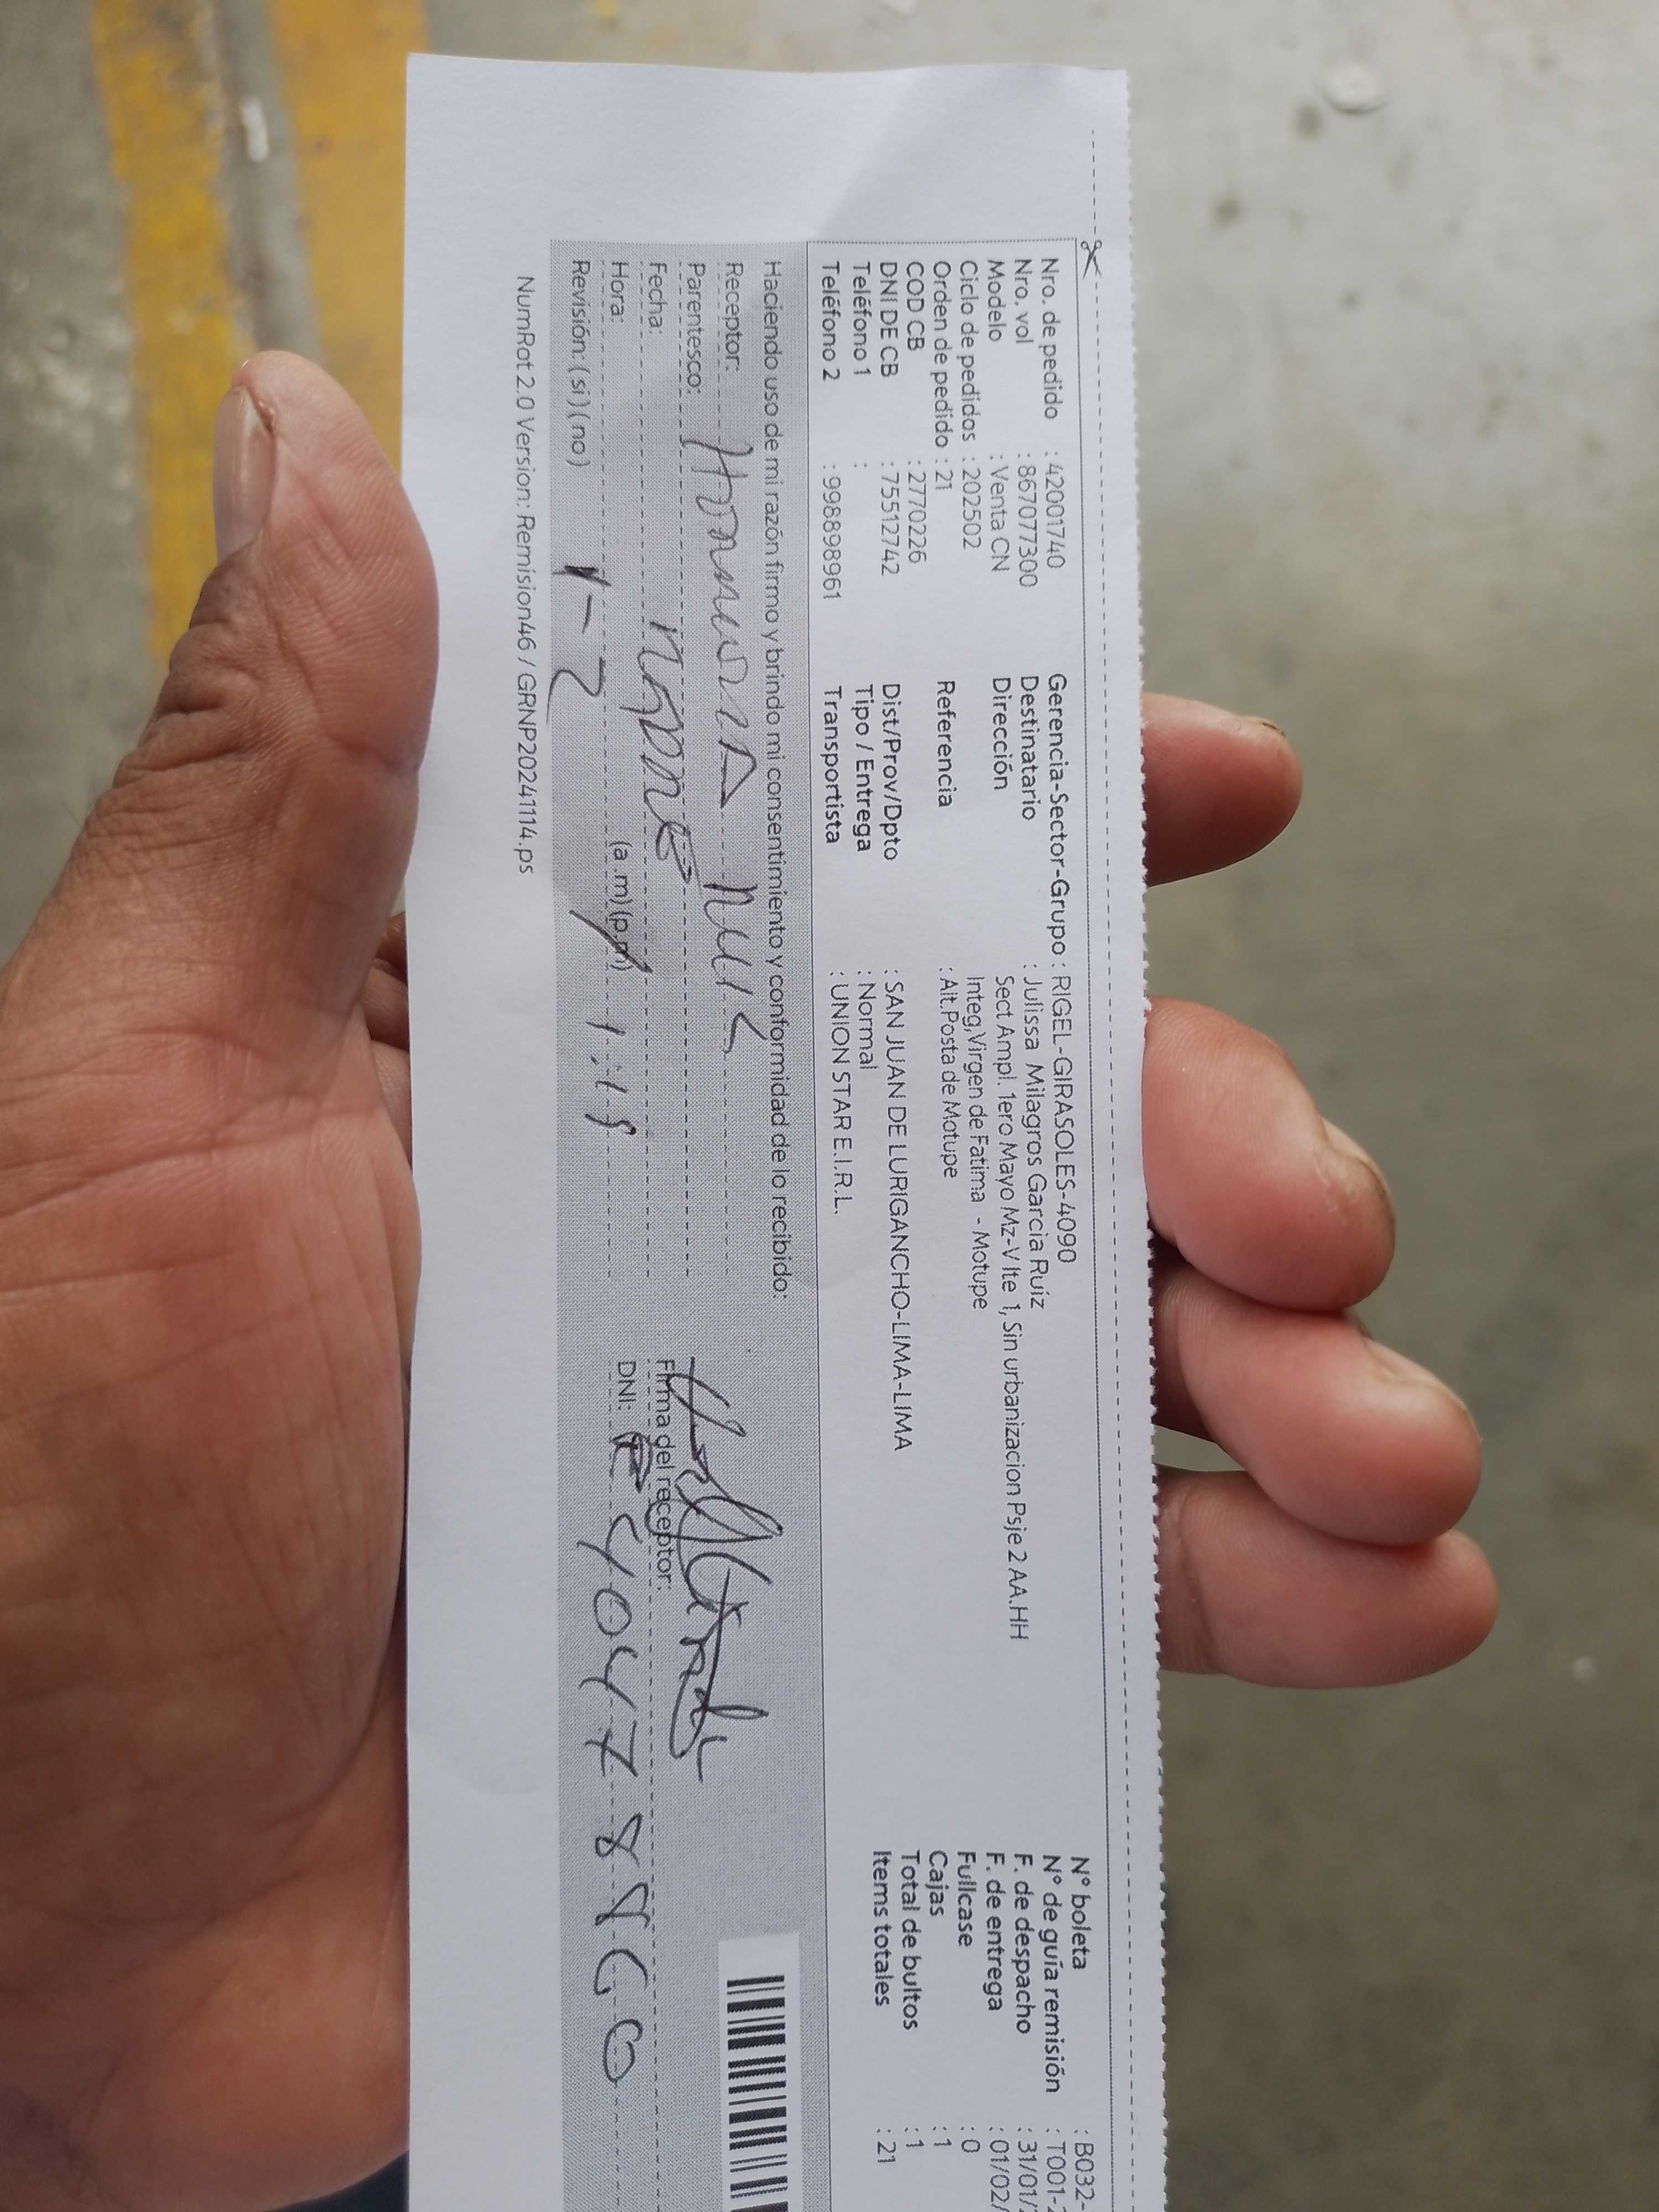 Nro. de pedido : 42001740
Nro. vol : 867077300
Modelo : Venta CN
Ciclo de pedidos : 202502
Orden de pedido : 21
COD CB : 2770226
DNI DE CB : 75512742
Teléfono 1 :
Teléfono 2 : 998898961
Gerencia-Sector-Grupo : RIGEL-GIRASOLES-4090
Destinatario : Julissa Milagros Garcia Ruiz
Dirección Sect Ampl. 1ero Mayo Mz-V lte 1, Sin urbanizacion Psje 2 AA.HH
Integ,Virgen de Fatima - Motupe
Referencia : Alt.Posta de Motupe
Dist/Prov/Dpto : SAN JUAN DE LURIGANCHO-LIMA-LIMA
Tipo / Entrega : Normal
Transportista : UNION STAR E.I.R.L.
N° boleta : B032-
N° de guía remisión : T001-
F. de despacho : 31/01/
F. de entrega : 01/02/
Fullcase : 0
Cajas : 1
Total de bultos : 1
Items totales : 21
Haciendo uso de mi razón firmo y brindo mi consentimiento y conformidad de lo recibido:
Receptor:
Parentesco:
Fecha:
Hora: (a.m)(p.m) 1:15
Revisión: (si) (no)
Firma del receptor:
DNI: 40478860
NumRot 2.0 Version: Remision46 / GRNP20241114.ps